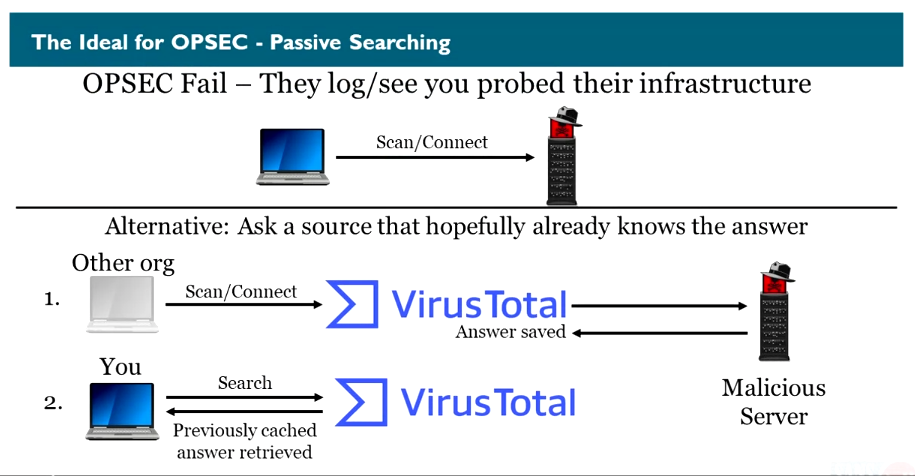 The Ideal for OPSEC - Passive Searching
OPSEC Fail – They log/see you probed their infrastructure
Scan/Connect
Alternative: Ask a source that hopefully already knows the answer
Other org
1.
Scan/Connect
VirusTotal
Answer saved
You
2.
Search
VirusTotal
Previously cached
answer retrieved
Malicious
Server